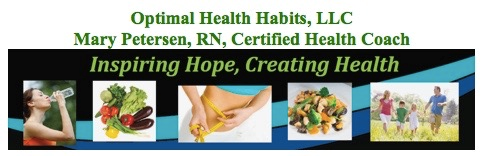 Optimal Health Habits, LLC
Mary Petersen, RN, Certified Health Coach
Inspiring Hope, Creating Health